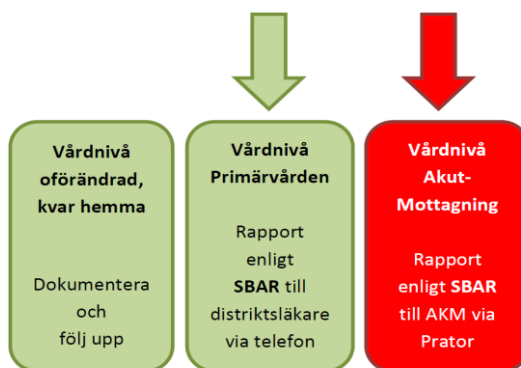 Vårdnivå
oförändrad,
kvar hemma
Dokumentera
och
följ upp
Vårdnivå
Primärvården
Rapport
enligt
SBAR till
distriktsläkare
via telefon
Vårdnivå
Akut-
Mottagning
Rapport
enligt SBAR
till AKM via
Prator